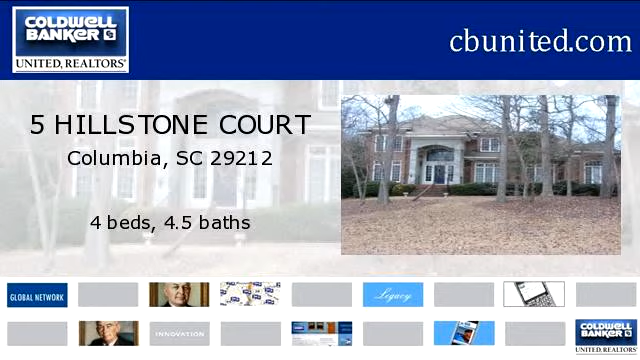 COLDWELL
BANKER
UNITED, REALTORS®
cbunited.com
5 HILLSTONE COURT
Columbia, SC 29212
4 beds, 4.5 baths
GLOBAL NETWORK
Legacy
INNOVATION
COLDWELL
BANKER
UNITED, REALTORS